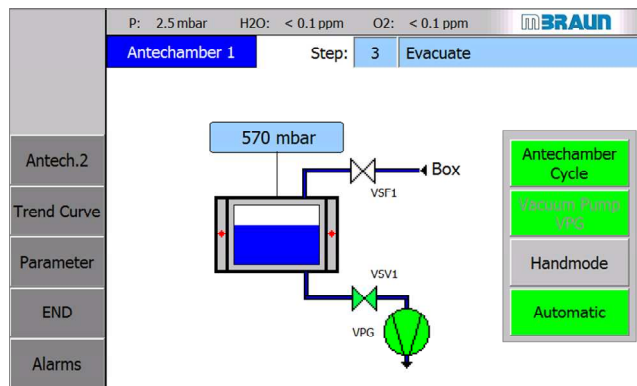 P: 2.5 mbar H2O: < 0.1 ppm O2: < 0.1 ppm MBRAUN
Antechamber 1 Step: 3 Evacuate
570 mbar
Box
VSF1
VSV1
VPG
Antech.2
Trend Curve
Parameter
END
Alarms
Antechamber
Cycle
Vacuum Pump
VPG
Handmode
Automatic